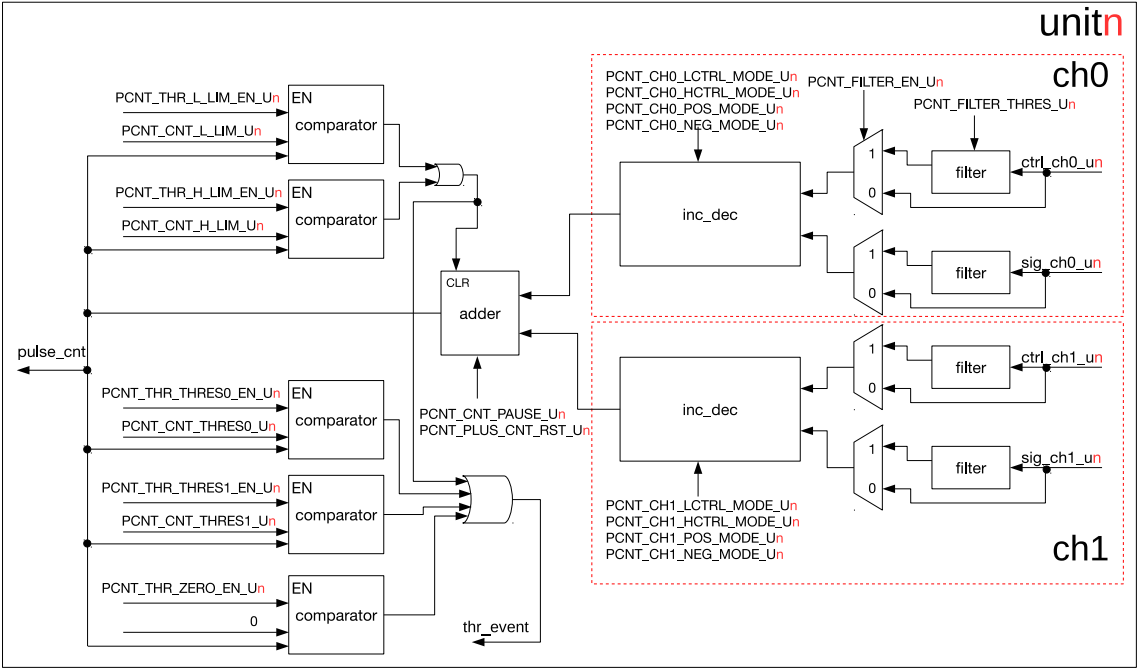 unitn
ch0
PCNT_THR_L_LIM_EN_Un
EN
comparator
PCNT_CNT_L_LIM_Un
PCNT_THR_H_LIM_EN_Un
EN
comparator
PCNT_CNT_H_LIM_Un
CLR
adder
pulse_cnt
PCNT_CNT_PAUSE_Un
PCNT_PLUS_CNT_RST_Un
PCNT_THR_THRES0_EN_Un
EN
comparator
PCNT_CNT_THRES0_Un
PCNT_THR_THRES1_EN_Un
EN
comparator
PCNT_CNT_THRES1_Un
PCNT_THR_ZERO_EN_Un
EN
comparator
0
thr_event
PCNT_CH0_LCTRL_MODE_Un
PCNT_CH0_HCTRL_MODE_Un
PCNT_CH0_POS_MODE_Un
PCNT_CH0_NEG_MODE_Un
PCNT_FILTER_EN_Un
PCNT_FILTER_THRES_Un
inc_dec
1
0
filter
ctrl_ch0_un
1
0
filter
sig_ch0_un
inc_dec
1
0
filter
ctrl_ch1_un
1
0
filter
sig_ch1_un
PCNT_CH1_LCTRL_MODE_Un
PCNT_CH1_HCTRL_MODE_Un
PCNT_CH1_POS_MODE_Un
PCNT_CH1_NEG_MODE_Un
ch1